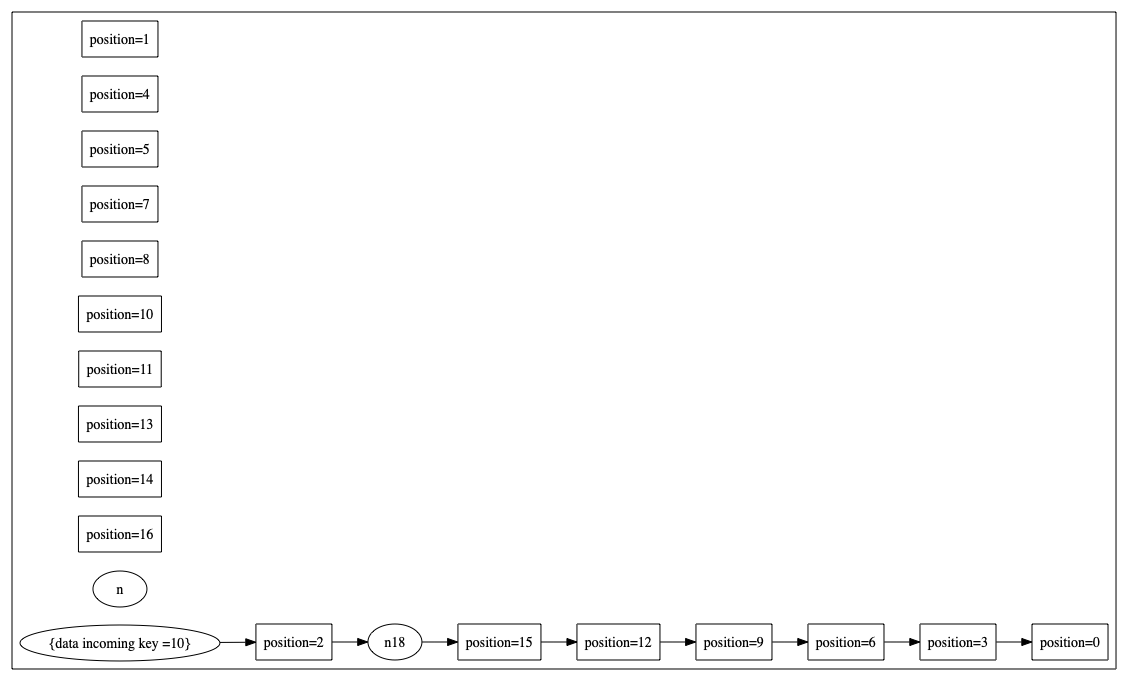 position=1
position=4
position=5
position=7
position=8
position=10
position=11
position=13
position=14
position=16
n
{data incoming key =10} position=2 n18 position=15 position=12 position=9 position=6 position=3 position=0